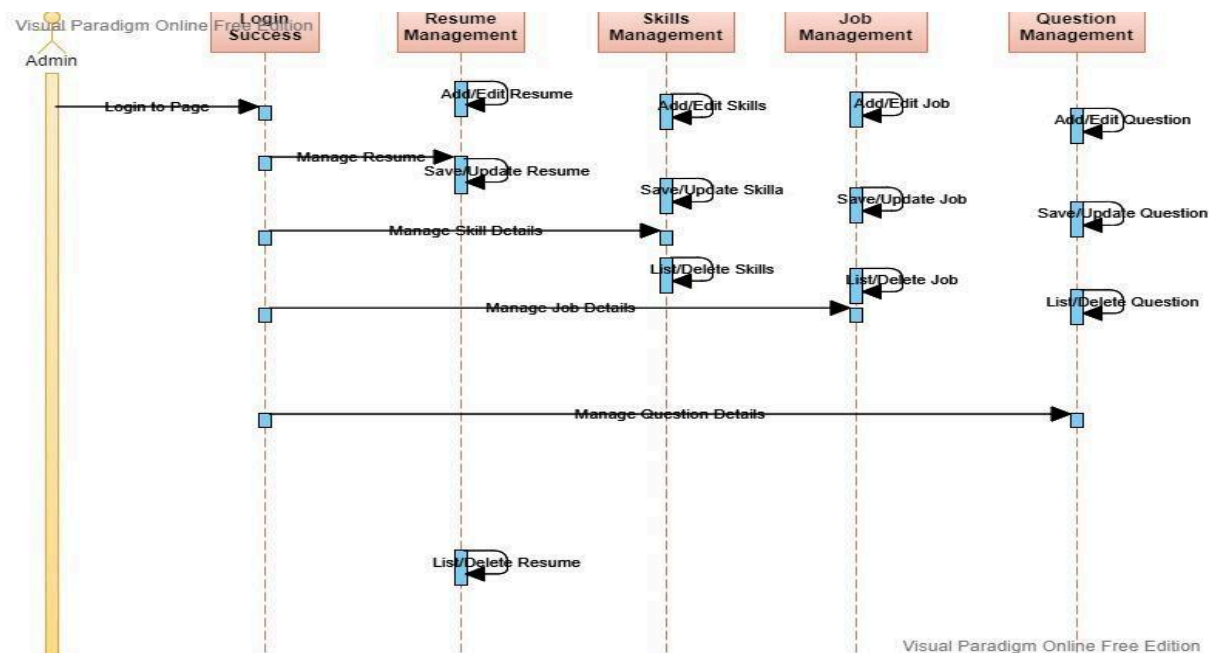 Visual Paradigm Online Free Edition
Admin
Login
Success
Resume
Management
Skills
Management
Job
Management
Question
Management
Login to Page
Add/Edit Resume
Add/Edit Skills
Add/Edit Job
Add/Edit Question
Manage Resume
Save/Update Resume
Save/Update Skilla
Save/Update Job
Save/Update Question
Manage Skill Details
List/Delete Skills
List/Delete Job
List/Delete Question
Manage Job Details
Manage Question Details
List/Delete Resume
Visual Paradigm Online Free Edition